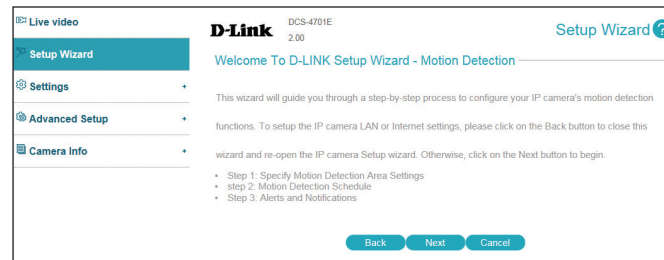 Live video
Setup Wizard
Settings
Advanced Setup
Camera Info
D-Link
DCS-4701E
2.00
Setup Wizard
Welcome To D-LINK Setup Wizard - Motion Detection
This wizard will guide you through a step-by-step process to configure your IP camera's motion detection
functions. To setup the IP camera LAN or Internet settings, please click on the Back button to close this
wizard and re-open the IP camera Setup wizard. Otherwise, click on the Next button to begin.
• Step 1: Specify Motion Detection Area Settings
• step 2: Motion Detection Schedule
• Step 3: Alerts and Notifications
Back Next Cancel